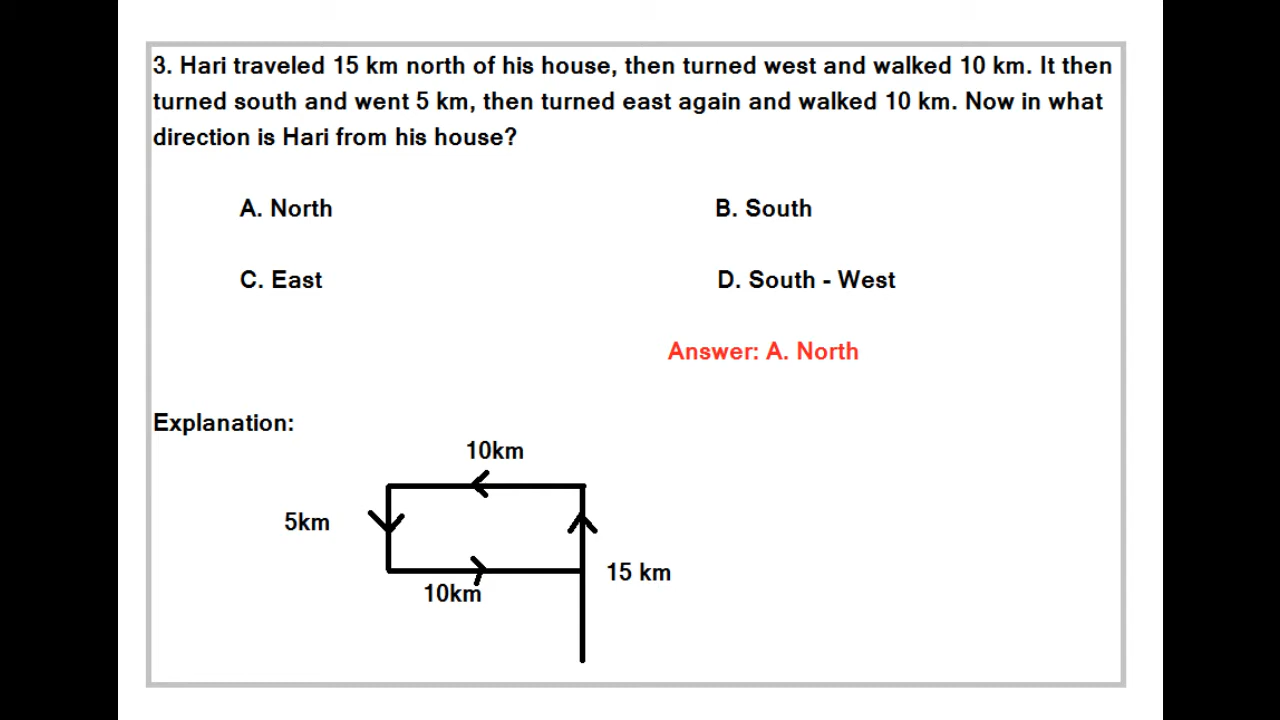 3. Hari traveled 15 km north of his house, then turned west and walked 10 km. It then
turned south and went 5 km, then turned east again and walked 10 km. Now in what
direction is Hari from his house?
A. North B. South
C. East D. South - West
Answer: A. North
Explanation:
10km
5km
15 km
10km